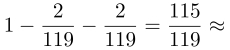 1 − 2/119 − 2/119 = 115/119 ≈